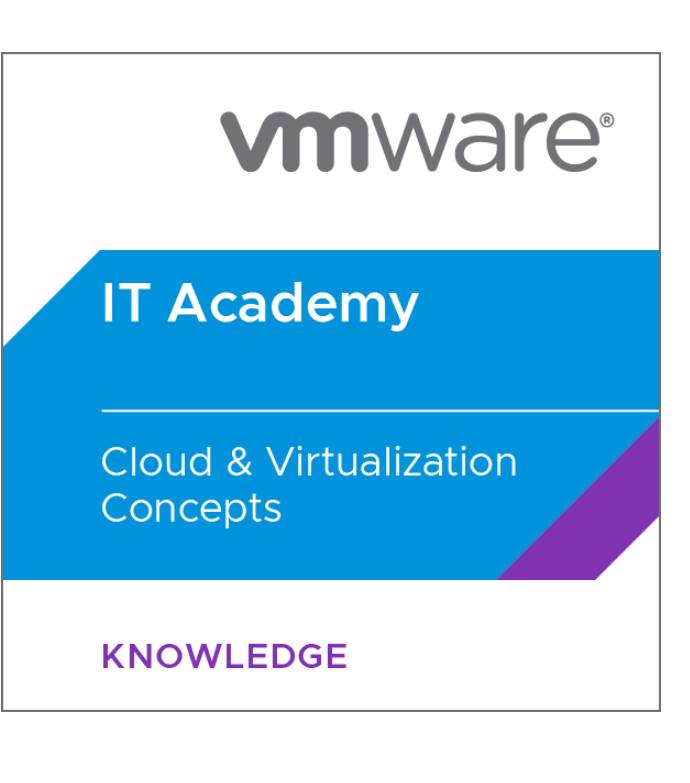 vmware®
IT Academy
Cloud & Virtualization
Concepts
KNOWLEDGE